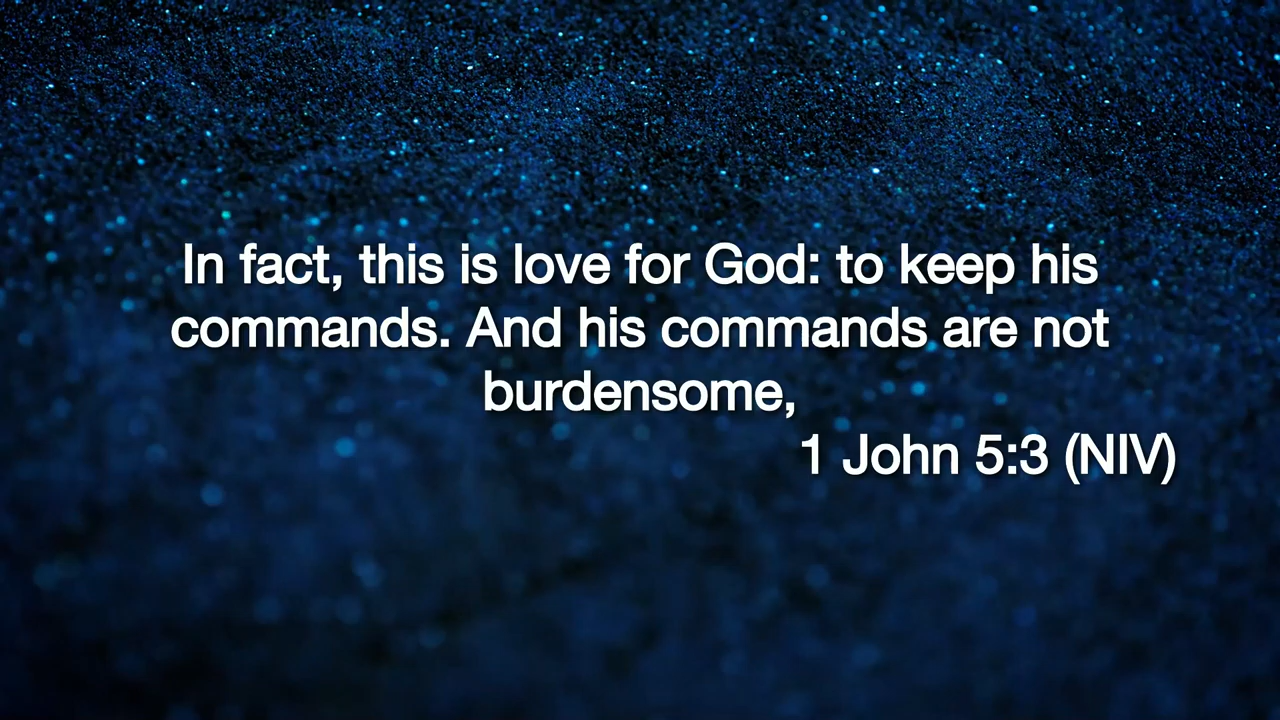 In fact, this is love for God: to keep his
commands. And his commands are not
burdensome,
1 John 5:3 (NIV)